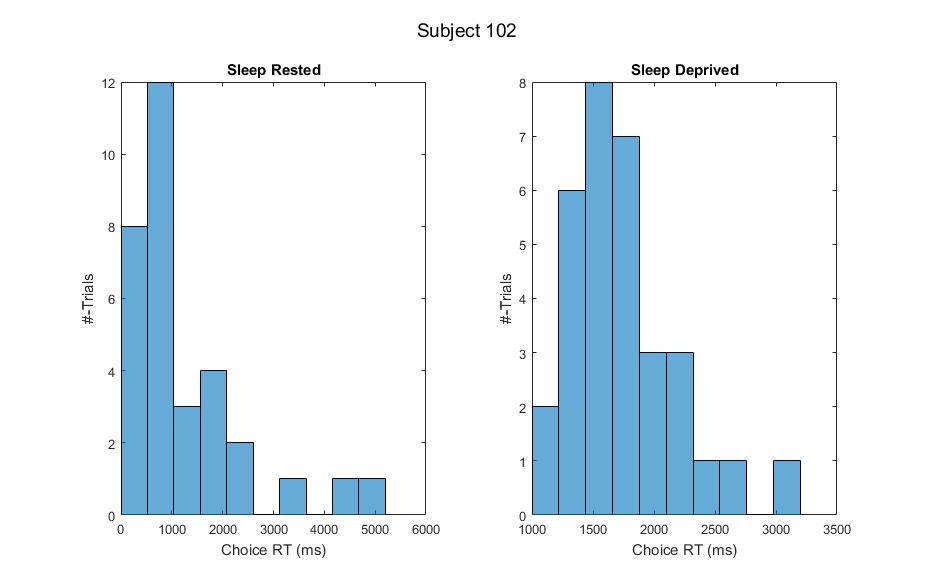 Subject 102
Sleep Rested
12
10
8
6
4
2
0
#-Trials
0 1000 2000 3000 4000 5000 6000
Choice RT (ms)
Sleep Deprived
8
7
6
5
4
3
2
1
0
#-Trials
1000 1500 2000 2500 3000 3500
Choice RT (ms)